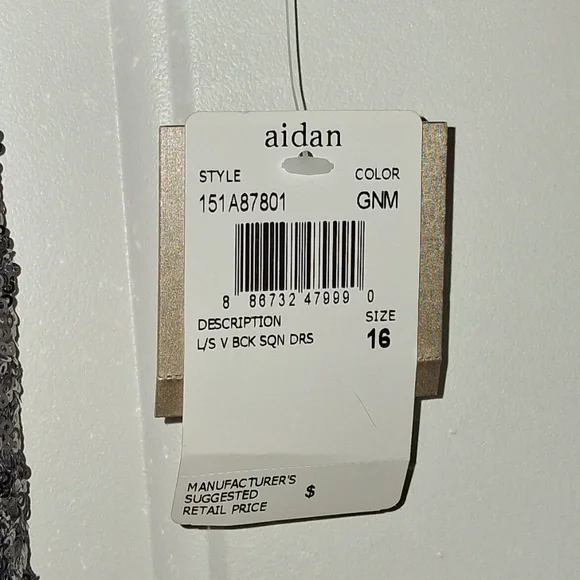 aidan
STYLE COLOR
151A87801 GNM
8 86732 47999 0
DESCRIPTION SIZE
L/S V BCK SQN DRS 16
MANUFACTURER'S
SUGGESTED $
RETAIL PRICE